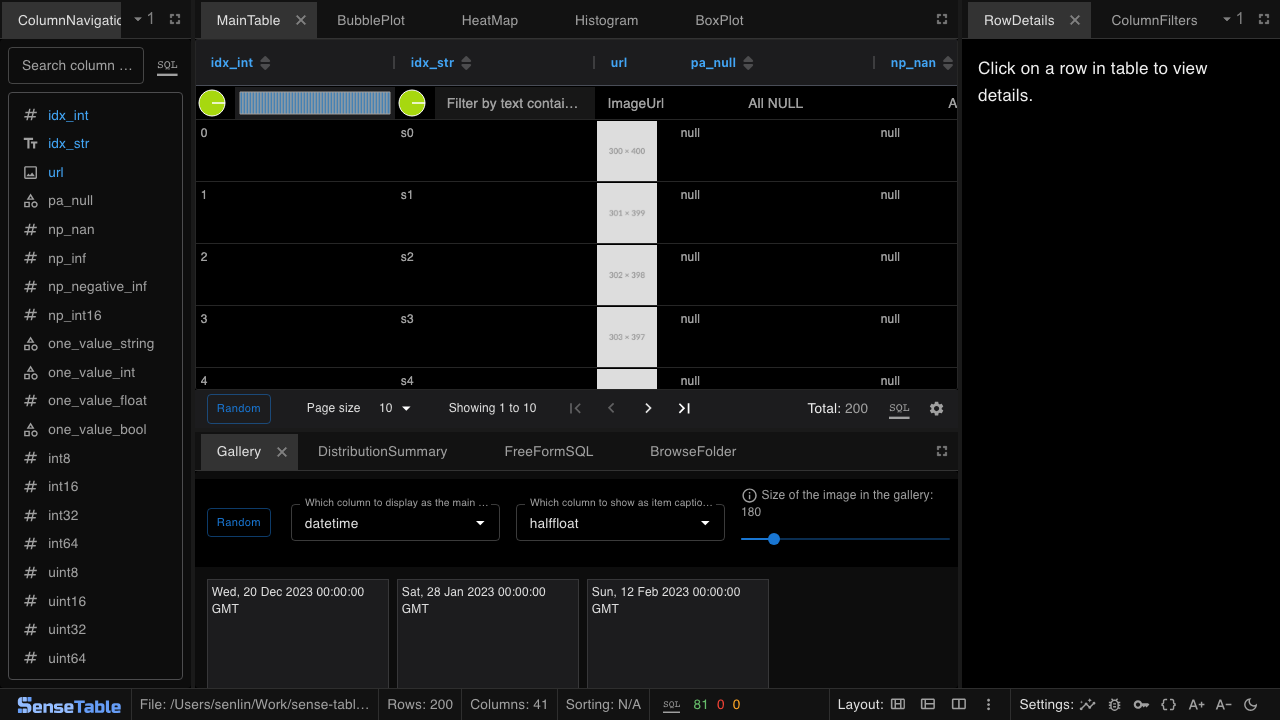 ColumnNavigatio
1
MainTable
BubblePlot
HeatMap
Histogram
BoxPlot
RowDetails
ColumnFilters
1
Search column ...
SQL
idx_int
idx_str
url
pa_null
np_nan
np_inf
np_negative_inf
np_int16
one_value_string
one_value_int
one_value_float
one_value_bool
int8
int16
int32
int64
uint8
uint16
uint32
uint64
idx_int
idx_str
url
pa_null
np_nan
Filter by text contai...
ImageUrl
All NULL
A
0
s0
300 × 400
null
null
1
s1
301 × 399
null
null
2
s2
302 × 398
null
null
3
s3
303 × 397
null
null
4
s4
null
null
Random
Page size
10
Showing 1 to 10
Total: 200
SQL
Gallery
DistributionSummary
FreeFormSQL
BrowseFolder
Random
Which column to display as the main ...
datetime
Which column to show as item captio...
halffloat
Size of the image in the gallery:
180
Wed, 20 Dec 2023 00:00:00
GMT
Sat, 28 Jan 2023 00:00:00
GMT
Sun, 12 Feb 2023 00:00:00
GMT
Click on a row in table to view
details.
SenseTable
File: /Users/senlin/Work/sense-tabl...
Rows: 200
Columns: 41
Sorting: N/A
SQL
81
0
0
Layout:
Settings:
A+
A-